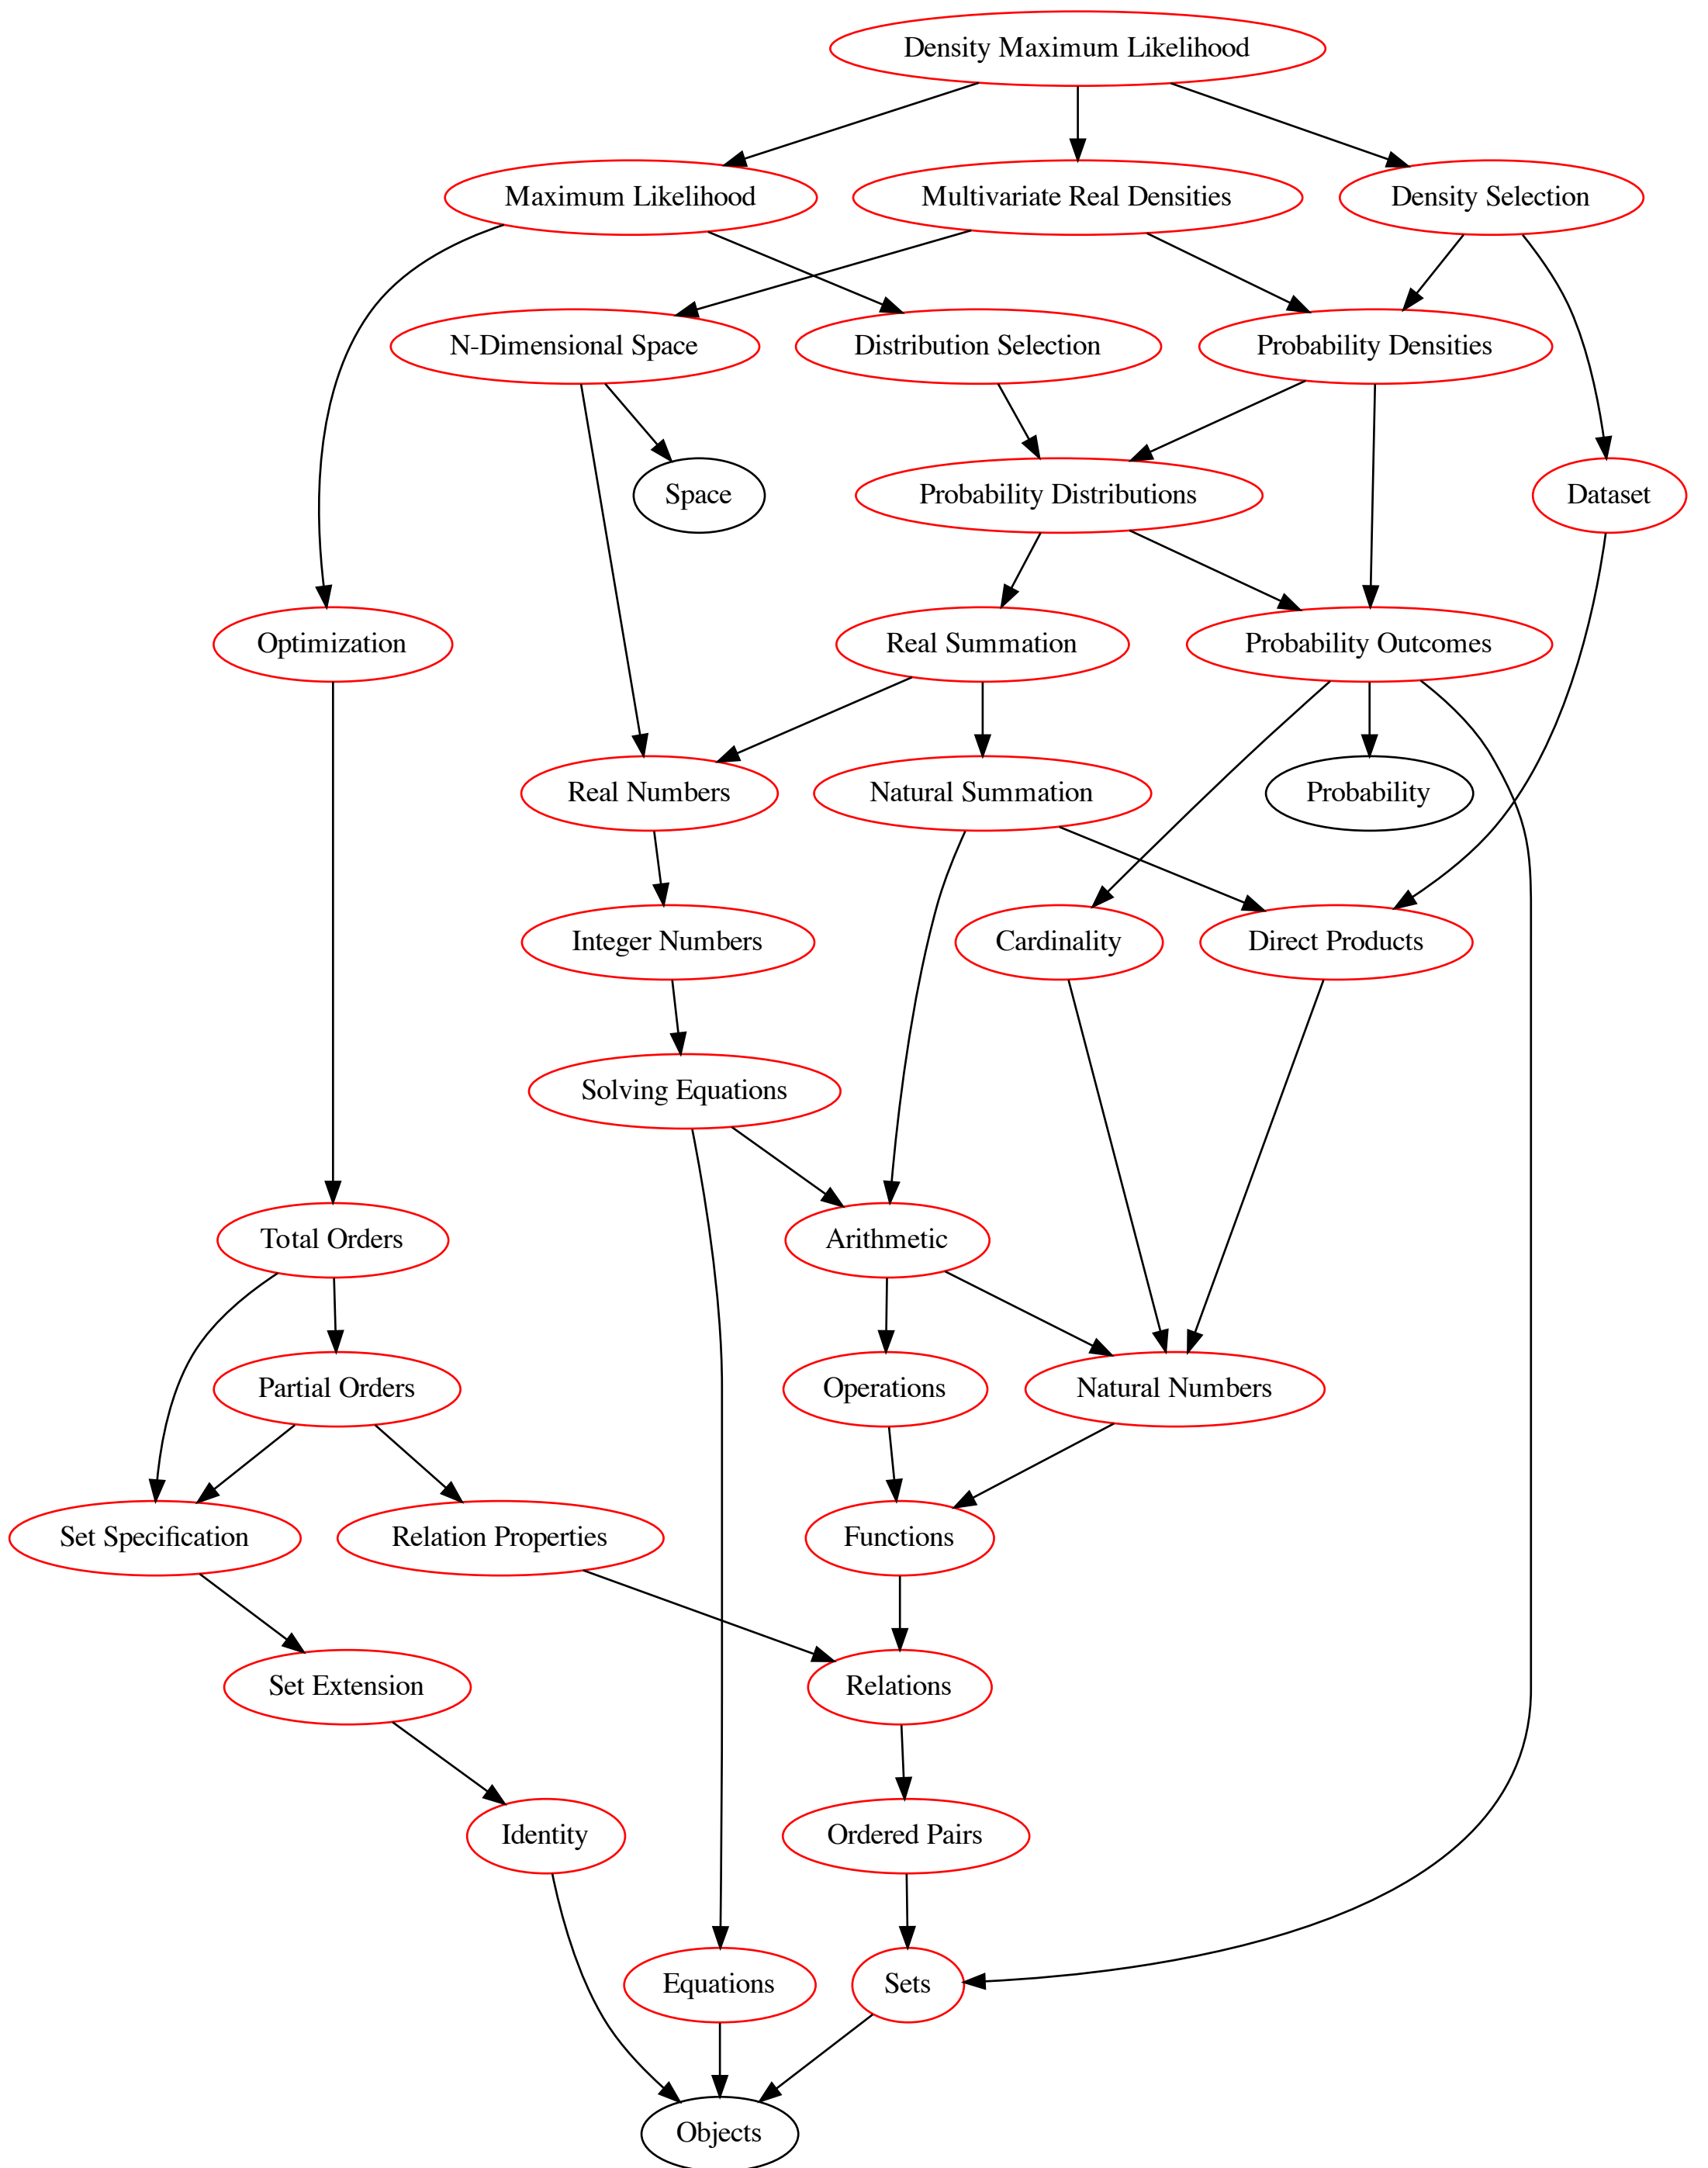 Density Maximum Likelihood
Maximum Likelihood
Multivariate Real Densities
Density Selection
N-Dimensional Space
Distribution Selection
Probability Densities
Space
Probability Distributions
Dataset
Optimization
Real Summation
Probability Outcomes
Real Numbers
Natural Summation
Probability
Integer Numbers
Cardinality
Direct Products
Solving Equations
Total Orders
Arithmetic
Partial Orders
Operations
Natural Numbers
Set Specification
Relation Properties
Functions
Set Extension
Relations
Identity
Ordered Pairs
Equations
Sets
Objects